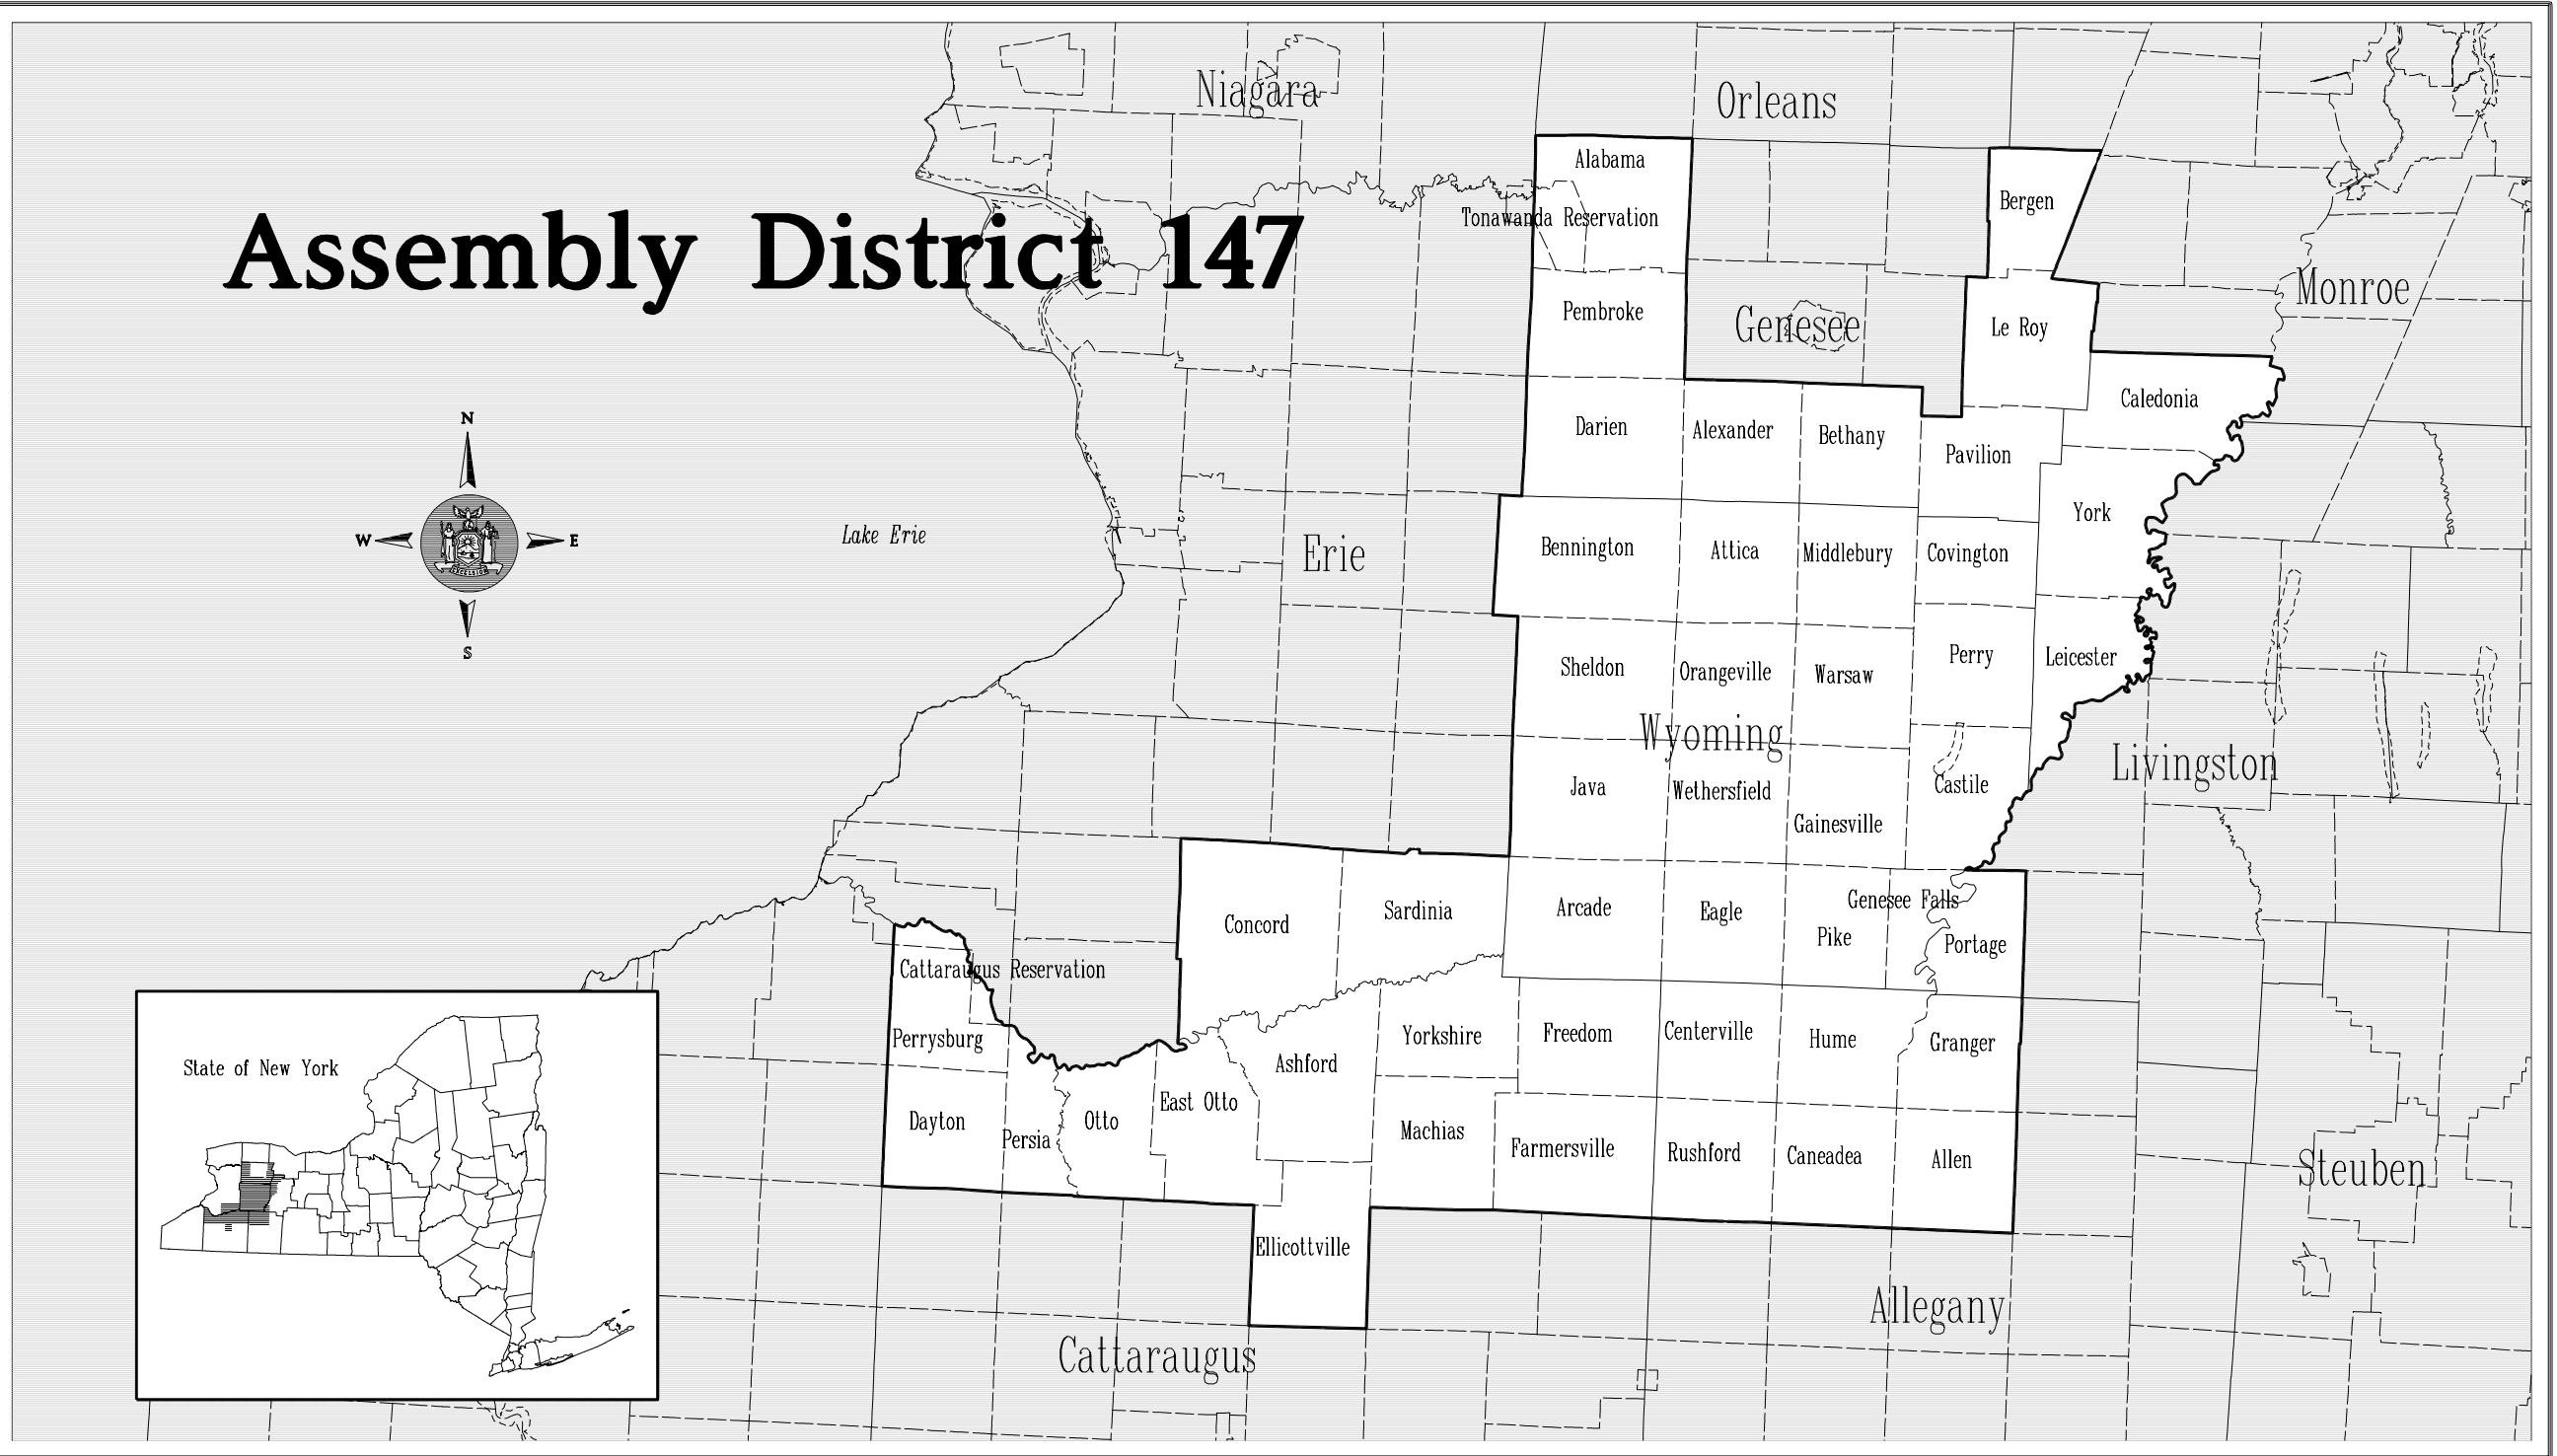 Niagara
Orleans
Alabama
Bergen
Tonawanda Reservation
Assembly District 147
Monroe
Pembroke
Genesee
Le Roy
Caledonia
N
Darien
Alexander
Bethany
Pavilion
York
Lake Erie
W
E
EXCELSIOR
Erie
Bennington
Attica
Middlebury
Covington
S
Sheldon
Orangeville
Warsaw
Perry
Leicester
Wyoming
Livingston
Java
Wethersfield
Castile
Gainesville
Concord
Sardinia
Arcade
Eagle
Genesee Falls
Pike
Portage
Cattaraugus Reservation
Perrysburg
Yorkshire
Freedom
Centerville
Hume
Granger
Ashford
State of New York
East Otto
Dayton
Persia
Otto
Machias
Farmersville
Rushford
Caneadea
Allen
Steuben
Ellicottville
Allegany
Cattaraugus